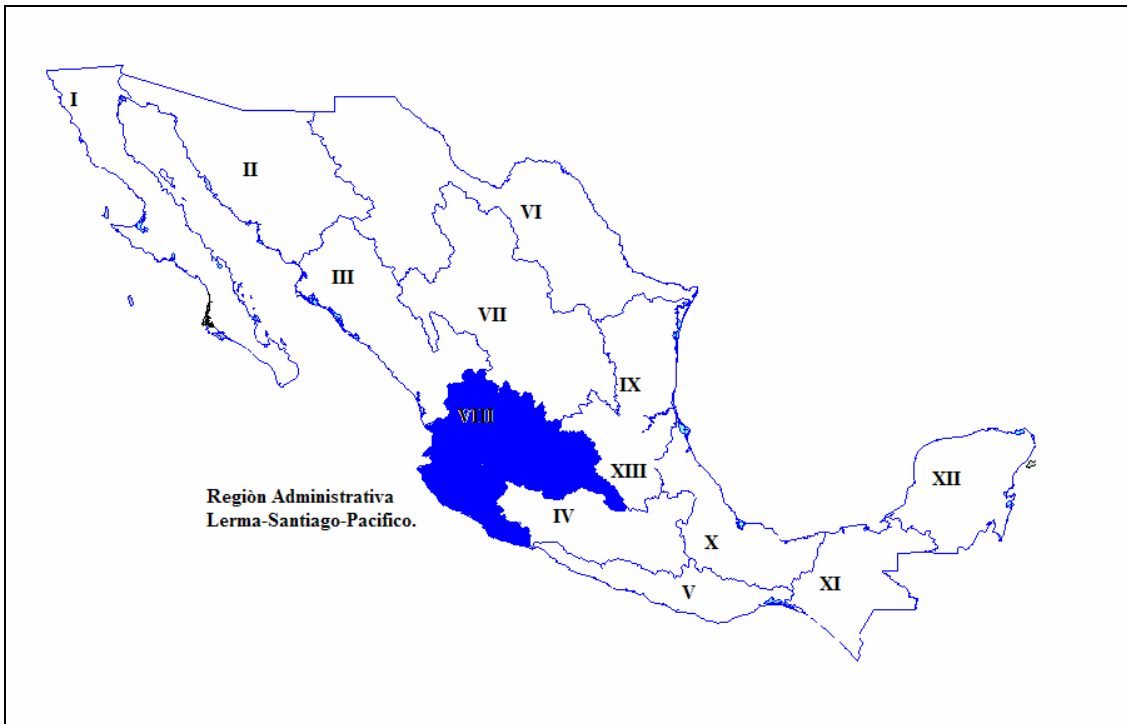 I
II
VI
III
VII
IX
VIII
XIII
XII
Regiòn Administrativa
Lerma-Santiago-Pacifico.
IV
X
XI
V